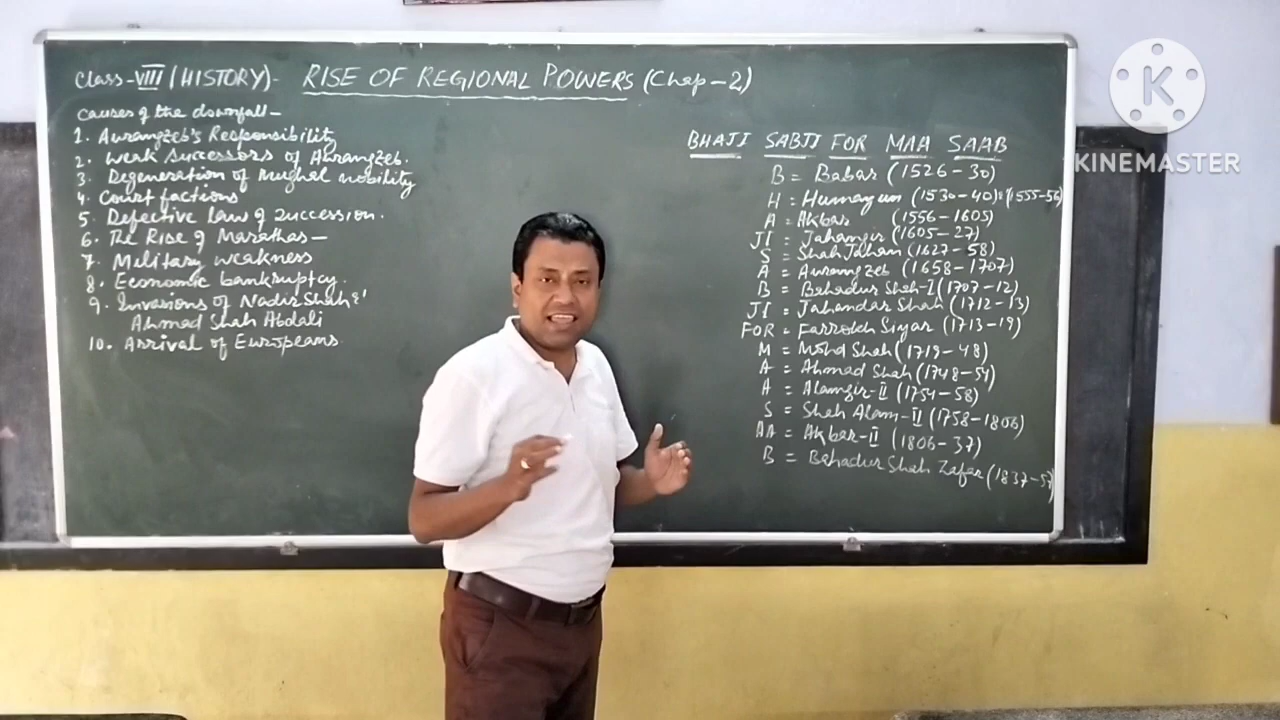 Class-VIII (HISTORY)- RISE OF REGIONAL POWERS (Chap-2)
Causes of the downfall-
1. Aurangzeb's Responsibility
2. Weak Successors of Aurangzeb.
3. Degeneration of Mughal nobility
4. Court factions
5. Defective law of succession.
6. The Rise of Marathas-
7. Military weakness
8. Economic bankruptcy.
9. Invasions of Nadir Shah &
Ahmad Shah Abdali
10. Arrival of Europeans
BHAJI SABJI FOR MAA SAAB
B = Babar (1526-30)
H = Humayun (1530-40) & (1555-56)
A = Akbar (1556-1605)
JI = Jahangir (1605-27)
S = Shah Jahan (1627-58)
A = Aurangzeb (1658-1707)
B = Bahadur Shah-I (1707-12)
JI = Jahandar Shah (1712-13)
FOR = Farrokh Siyar (1713-19)
M = Mohd Shah (1719-48)
A = Ahmad Shah (1748-54)
A = Alamgir-II (1754-58)
S = Shah Alam-II (1758-1806)
AA = Akbar-II (1806-37)
B = Bahadur Shah Zafar (1837-57)
K
KINEMASTER